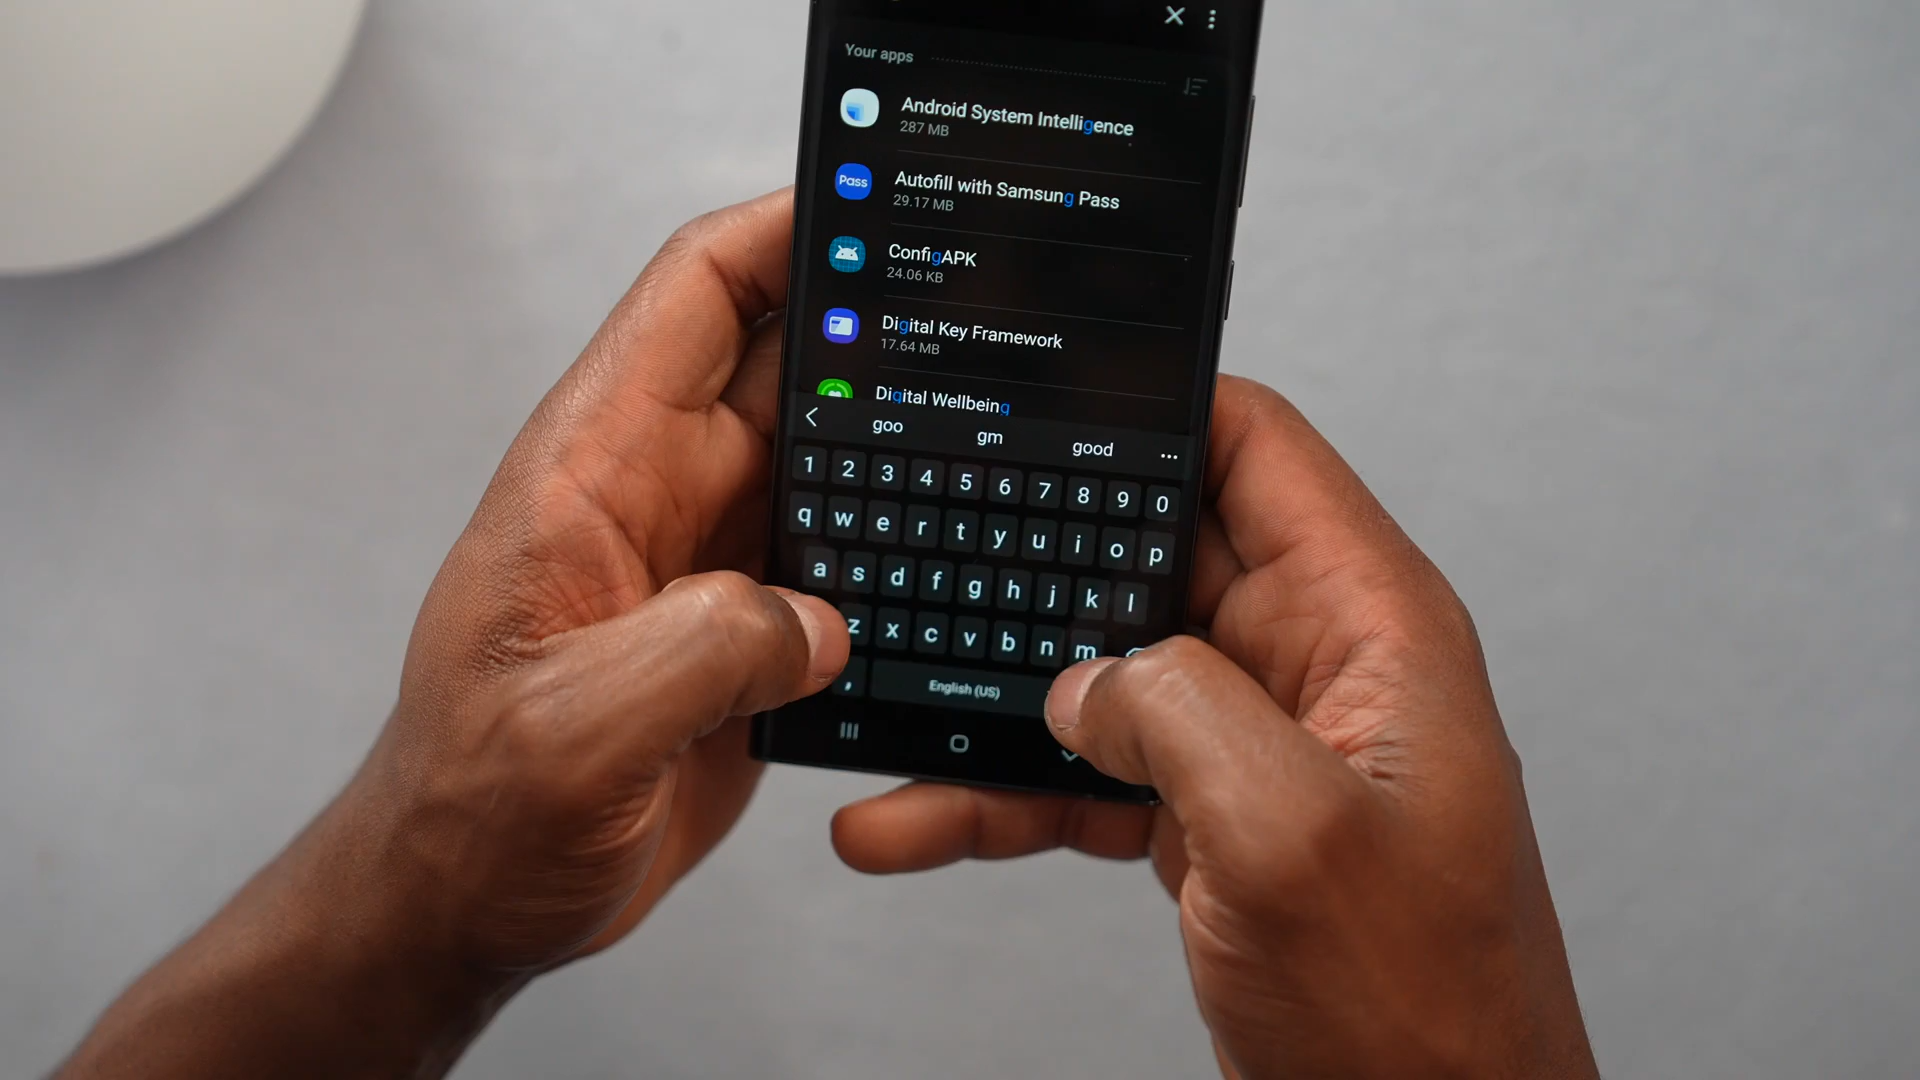 Your apps
Android System Intelligence
287 MB
Pass
Autofill with Samsung Pass
29.17 MB
ConfigAPK
24.06 KB
Digital Key Framework
17.64 MB
Digital Wellbeing
goo gm good
1 2 3 4 5 6 7 8 9 0
q w e r t y u i o p
a s d f g h j k l
z x c v b n m
, English (US)